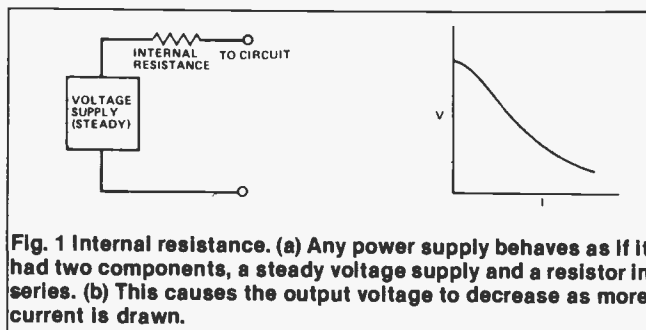 INTERNAL TO CIRCUIT
RESISTANCE
VOLTAGE
SUPPLY
(STEADY)
V
I
Fig. 1 Internal resistance. (a) Any power supply behaves as if it
had two components, a steady voltage supply and a resistor in
series. (b) This causes the output voltage to decrease as more
current is drawn.